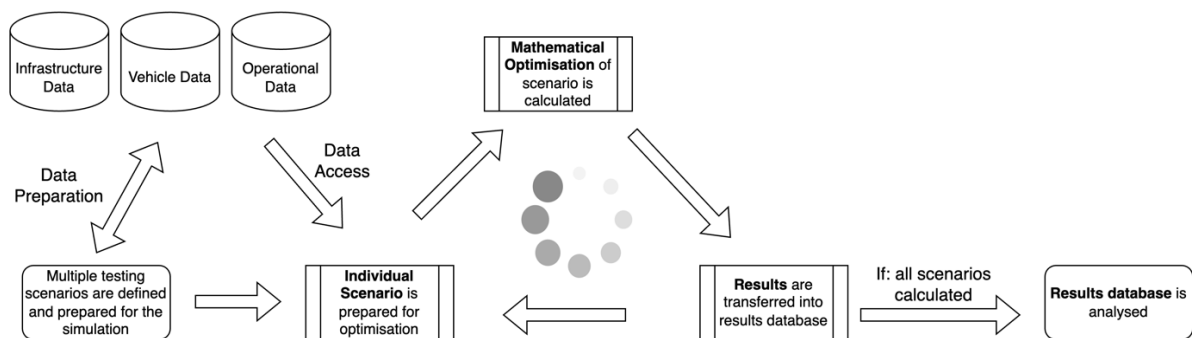 Infrastructure
Data
Vehicle Data
Operational
Data
Mathematical
Optimisation of
scenario is
calculated
Data
Preparation
Data
Access
Multiple testing
scenarios are defined
and prepared for the
simulation
Individual
Scenario is
prepared for
optimisation
Results are
transferred into
results database
If: all scenarios
calculated
Results database is
analysed